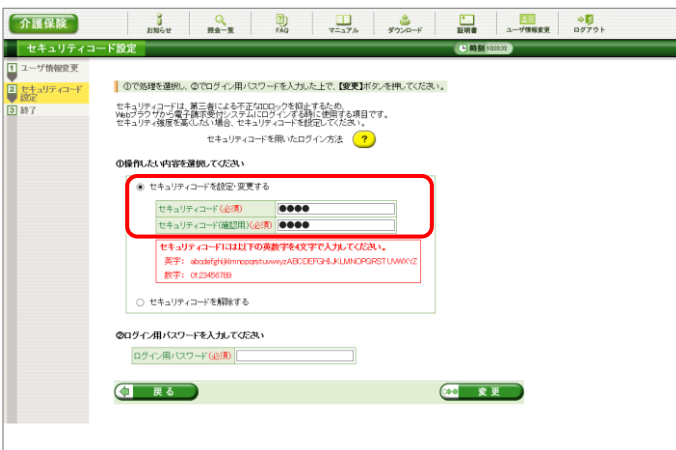 介護保険
お知らせ
照会一覧
FAQ
マニュアル
ダウンロード
証明書
ユーザ情報変更
ログアウト
セキュリティコード設定
時刻
1 ユーザ情報変更
2 セキュリティコード
設定
3 終了
①で処理を選択し、②でログイン用パスワードを入力した上で、【変更】ボタンを押してください。
セキュリティコードは、第三者による不正なIDロックを抑止するため、
Webブラウザから電子請求受付システムにログインする時に使用する項目です。
セキュリティ強度を高くしたい場合、セキュリティコードを設定してください。
セキュリティコードを用いたログイン方法 ?
①操作したい内容を選択してください
セキュリティコードを設定・変更する
セキュリティコード(必須) ●●●●
セキュリティコード(確認用)(必須) ●●●●
セキュリティコードには以下の英数字を4文字で入力してください。
英字: abcdefghijklmnopqrstuvwxyzABCDEFGHIJKLMNOPQRSTUVWXYZ
数字: 0123456789
セキュリティコードを解除する
②ログイン用パスワードを入力してください
ログイン用パスワード(必須)
戻る
変更